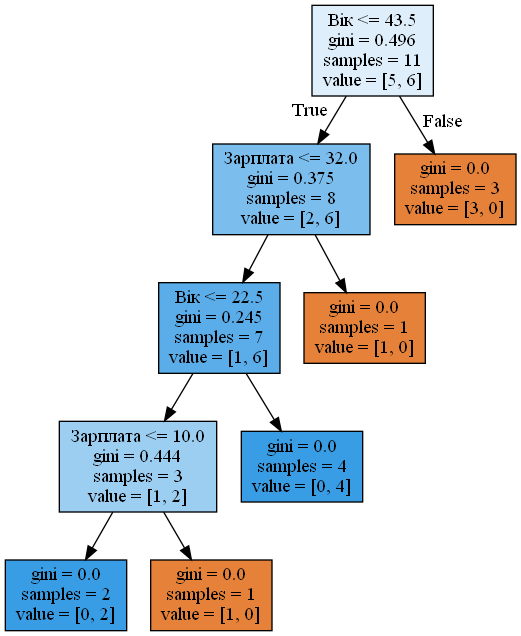 Вік <= 43.5
gini = 0.496
samples = 11
value = [5, 6]
True
False
Зарплата <= 32.0
gini = 0.375
samples = 8
value = [2, 6]
gini = 0.0
samples = 3
value = [3, 0]
Вік <= 22.5
gini = 0.245
samples = 7
value = [1, 6]
gini = 0.0
samples = 1
value = [1, 0]
Зарплата <= 10.0
gini = 0.444
samples = 3
value = [1, 2]
gini = 0.0
samples = 4
value = [0, 4]
gini = 0.0
samples = 2
value = [0, 2]
gini = 0.0
samples = 1
value = [1, 0]